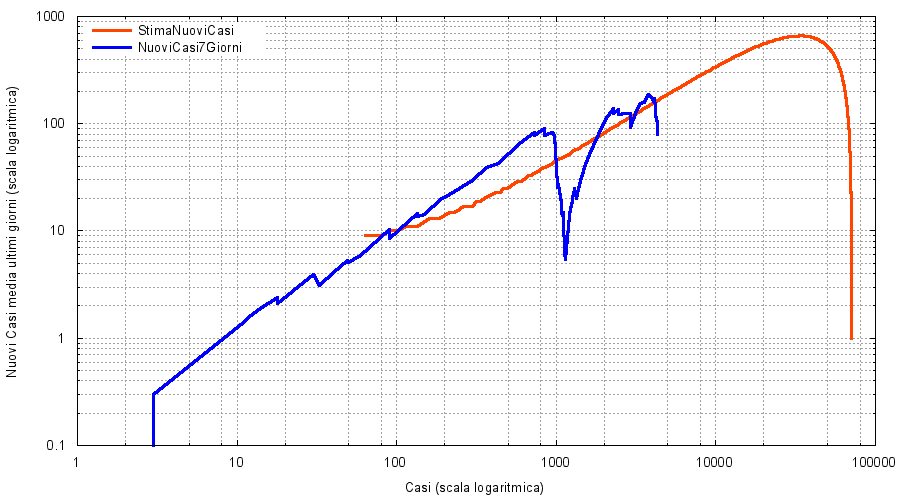 1000
StimaNuoviCasi
NuoviCasi7Giorni
100
10
1
0.1
Nuovi Casi media ultimi giorni (scala logaritmica)
1 10 100 1000 10000 100000
Casi (scala logaritmica)